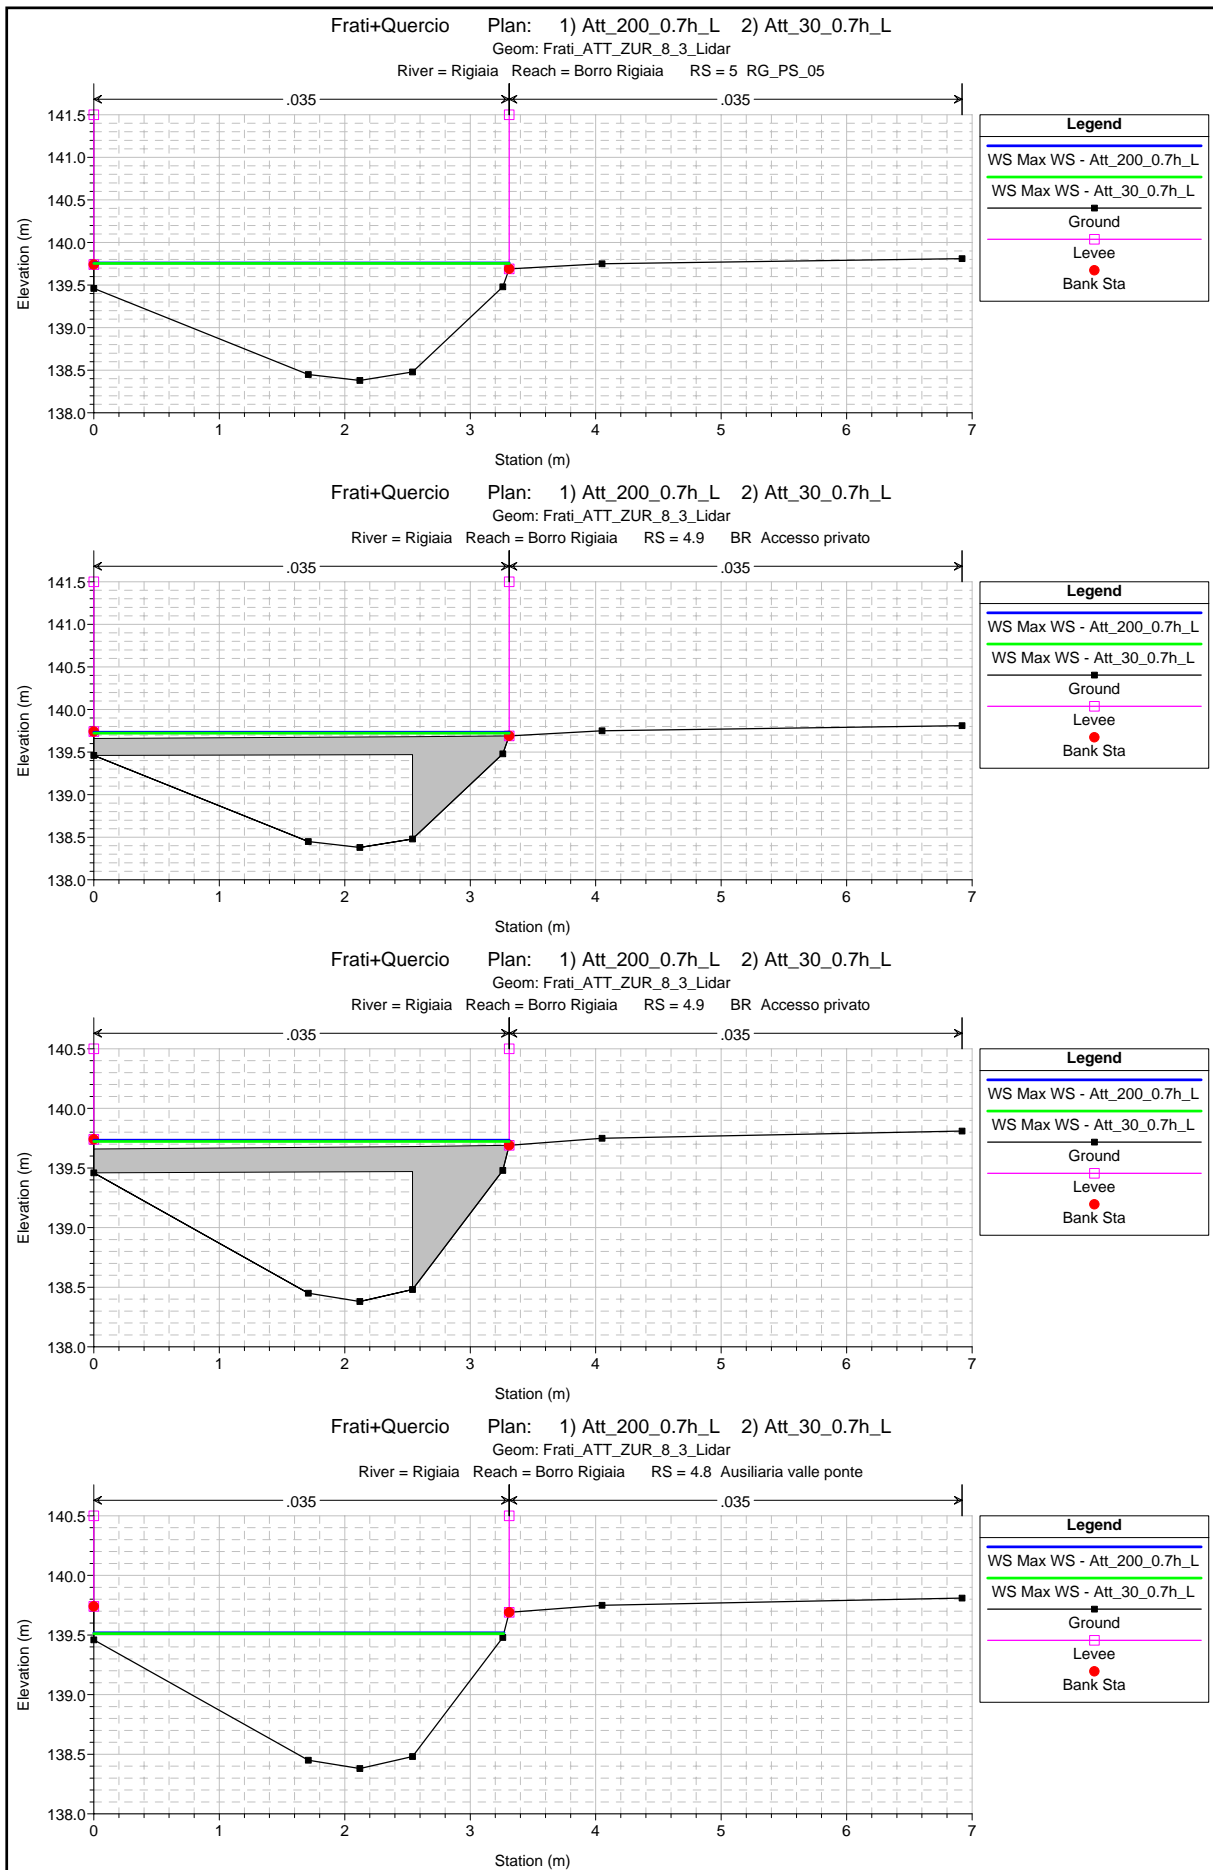 Frati+Quercio Plan: 1) Att_200_0.7h_L 2) Att_30_0.7h_L
Geom: Frati_ATT_ZUR_8_3_Lidar
River = Rigiaia Reach = Borro Rigiaia RS = 5 RG_PS_05
.035 .035
141.5
141.0
140.5
140.0
139.5
139.0
138.5
138.0
Elevation (m)
0 1 2 3 4 5 6 7
Station (m)
Legend
WS Max WS - Att_200_0.7h_L
WS Max WS - Att_30_0.7h_L
Ground
Levee
Bank Sta
Frati+Quercio Plan: 1) Att_200_0.7h_L 2) Att_30_0.7h_L
Geom: Frati_ATT_ZUR_8_3_Lidar
River = Rigiaia Reach = Borro Rigiaia RS = 4.9 BR Accesso privato
.035 .035
141.5
141.0
140.5
140.0
139.5
139.0
138.5
138.0
Elevation (m)
0 1 2 3 4 5 6 7
Station (m)
Legend
WS Max WS - Att_200_0.7h_L
WS Max WS - Att_30_0.7h_L
Ground
Levee
Bank Sta
Frati+Quercio Plan: 1) Att_200_0.7h_L 2) Att_30_0.7h_L
Geom: Frati_ATT_ZUR_8_3_Lidar
River = Rigiaia Reach = Borro Rigiaia RS = 4.9 BR Accesso privato
.035 .035
140.5
140.0
139.5
139.0
138.5
138.0
Elevation (m)
0 1 2 3 4 5 6 7
Station (m)
Legend
WS Max WS - Att_200_0.7h_L
WS Max WS - Att_30_0.7h_L
Ground
Levee
Bank Sta
Frati+Quercio Plan: 1) Att_200_0.7h_L 2) Att_30_0.7h_L
Geom: Frati_ATT_ZUR_8_3_Lidar
River = Rigiaia Reach = Borro Rigiaia RS = 4.8 Ausiliaria valle ponte
.035 .035
140.5
140.0
139.5
139.0
138.5
138.0
Elevation (m)
0 1 2 3 4 5 6 7
Station (m)
Legend
WS Max WS - Att_200_0.7h_L
WS Max WS - Att_30_0.7h_L
Ground
Levee
Bank Sta